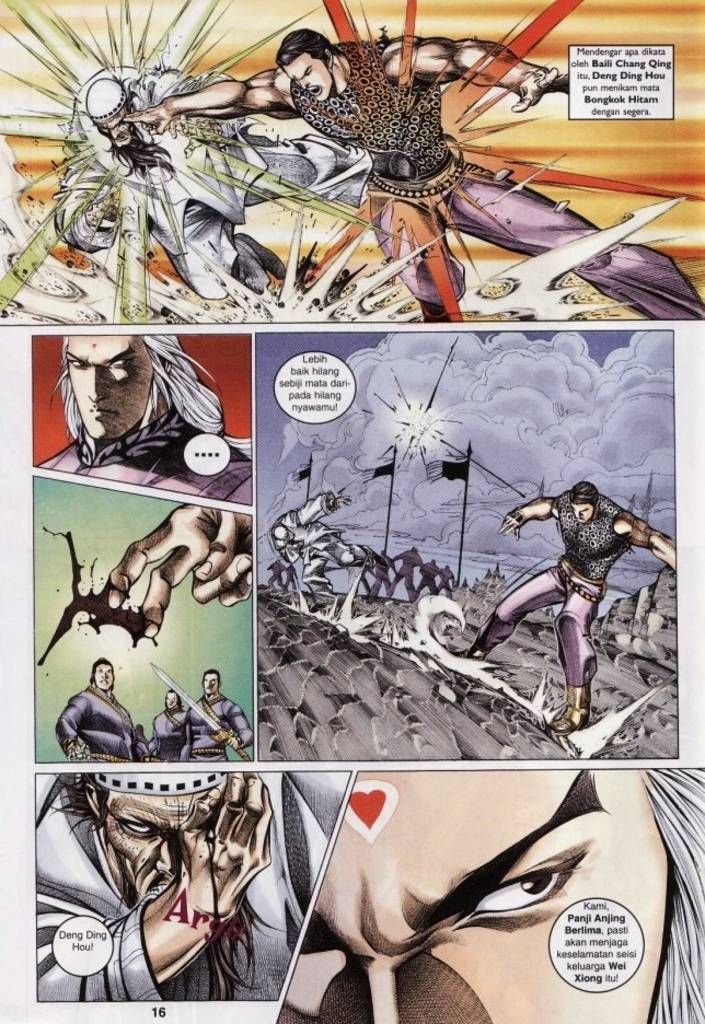 Mendengar apa dikata
oleh Baili Chang Qing
itu, Deng Ding Hou
pun menikam mata
Bongkok Hitam
dengan segera.
....
Lebih
baik hilang
sebiji mata dari-
pada hilang
nyawamu!
Deng Ding
Hou!
Argh
Kami,
Panji Anjing
Berlima, pasti
akan menjaga
keselamatan seisi
keluarga Wei
Xiong itu!
16